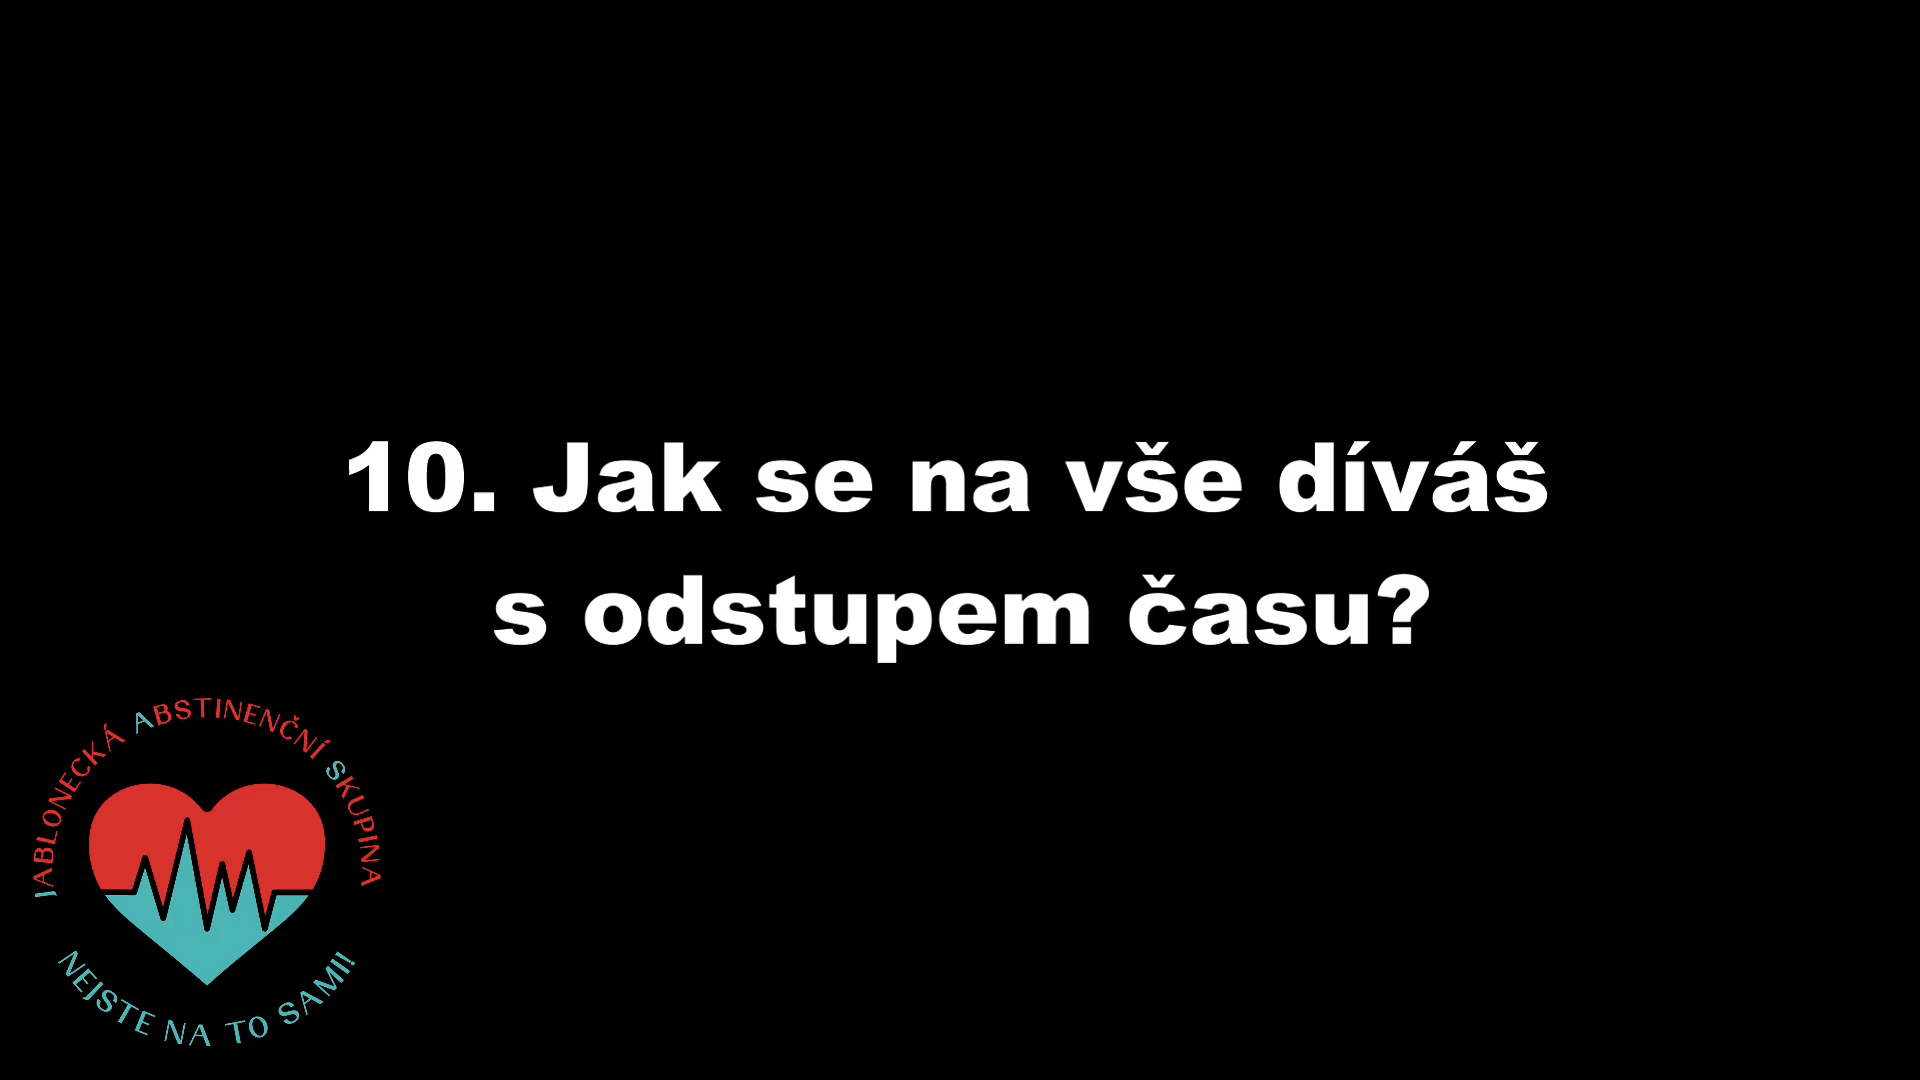 10. Jak se na vše díváš
s odstupem času?
JABLONECKÁ ABSTINENČNÍ SKUPINA
NEJSTE NA TO SAMI!